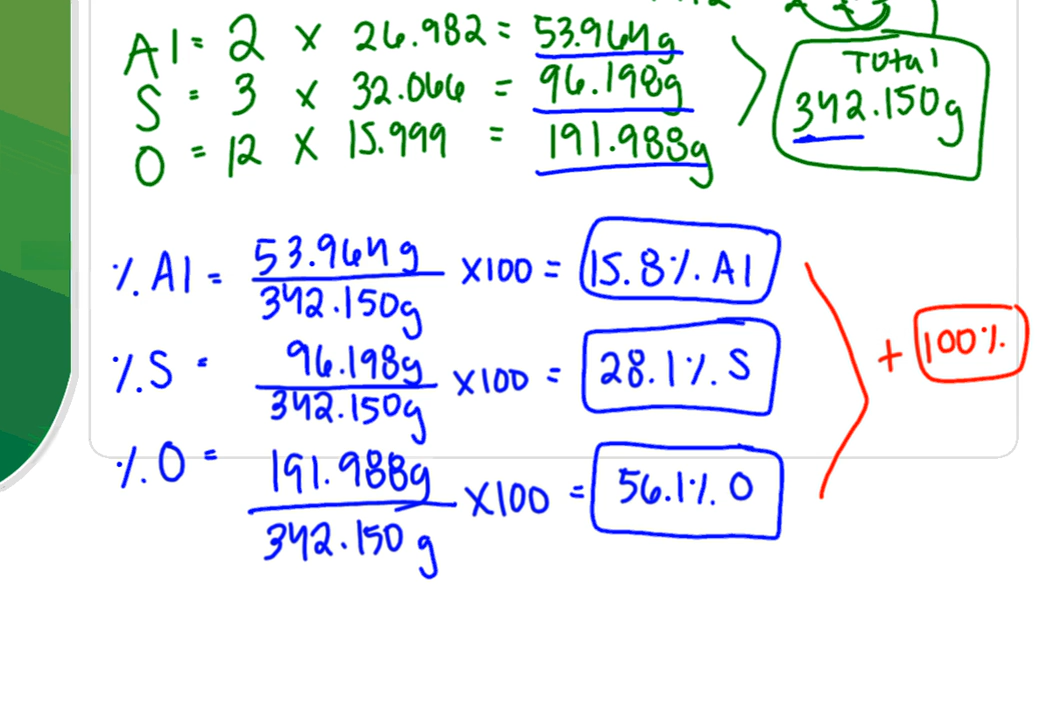 Al = 2 x 26.982 = 53.964g
S = 3 x 32.066 = 96.198g
O = 12 x 15.999 = 191.988g
Total
342.150g
% Al = 53.964g / 342.150g x100 = 15.8% Al
% S = 96.198g / 342.150g x100 = 28.1% S
% O = 191.988g / 342.150 g x100 = 56.1% O
+ 100%